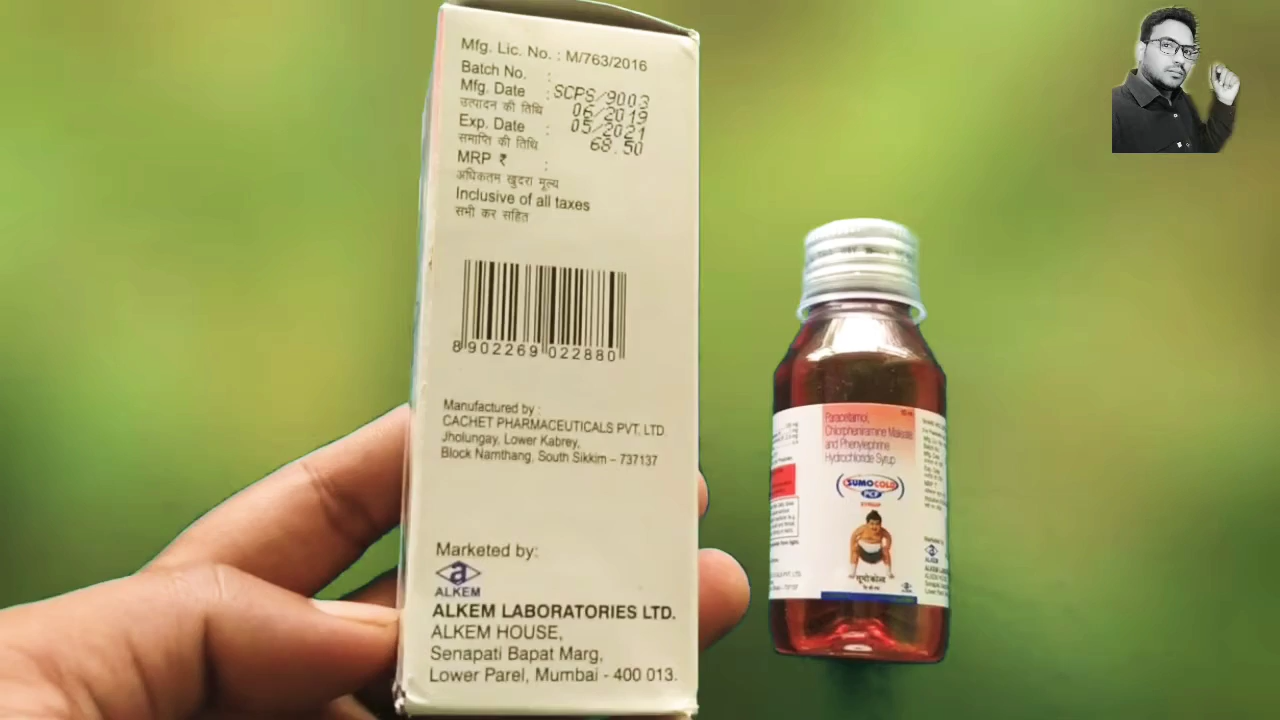 Mfg. Lic. No. : M/763/2016
Batch No. :
SCPS/9003
Mfg. Date :
06/2019
उत्पादन की तिथि
Exp. Date :
05/2021
समाप्ति की तिथि
68.50
MRP ₹ :
अधिकतम खुदरा मूल्य
Inclusive of all taxes
सभी कर सहित
8 902269 022880
Manufactured by :
CACHET PHARMACEUTICALS PVT. LTD
Jholungay, Lower Kabrey,
Block Namthang, South Sikkim – 737137
Marketed by:
a
ALKEM
ALKEM LABORATORIES LTD.
ALKEM HOUSE,
Senapati Bapat Marg,
Lower Parel, Mumbai - 400 013.
Paracetamol,
Chlorpheniramine Maleate
and Phenylephrine
Hydrochloride Syrup
SUMOCOLD
PCF
SYRUP
ALKEM